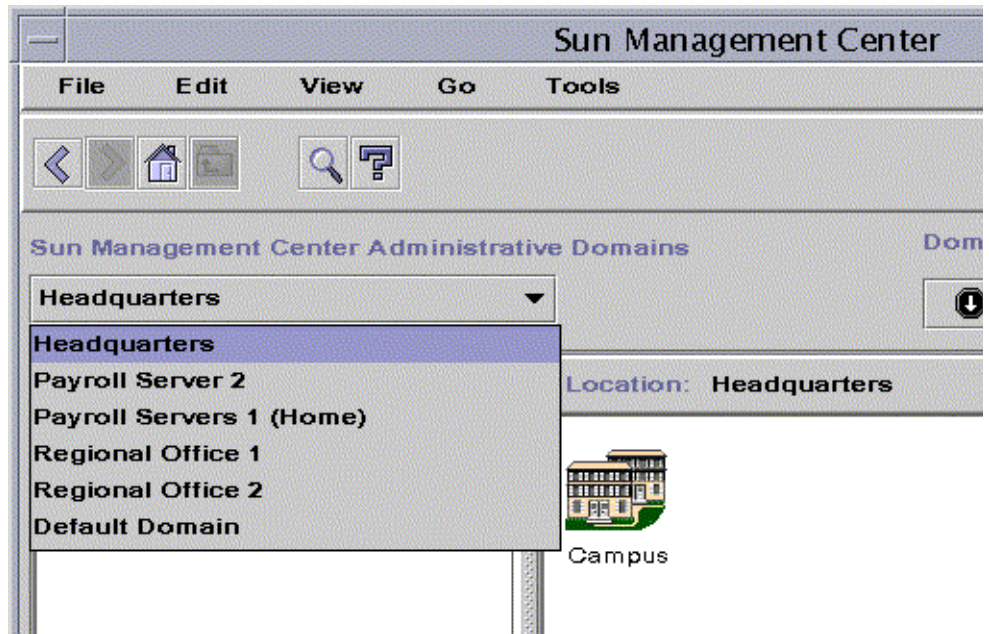 Sun Management Center
File Edit View Go Tools
Sun Management Center Administrative Domains
Dom
Headquarters
Headquarters
Payroll Server 2
Payroll Servers 1 (Home)
Regional Office 1
Regional Office 2
Default Domain
Location: Headquarters
Campus